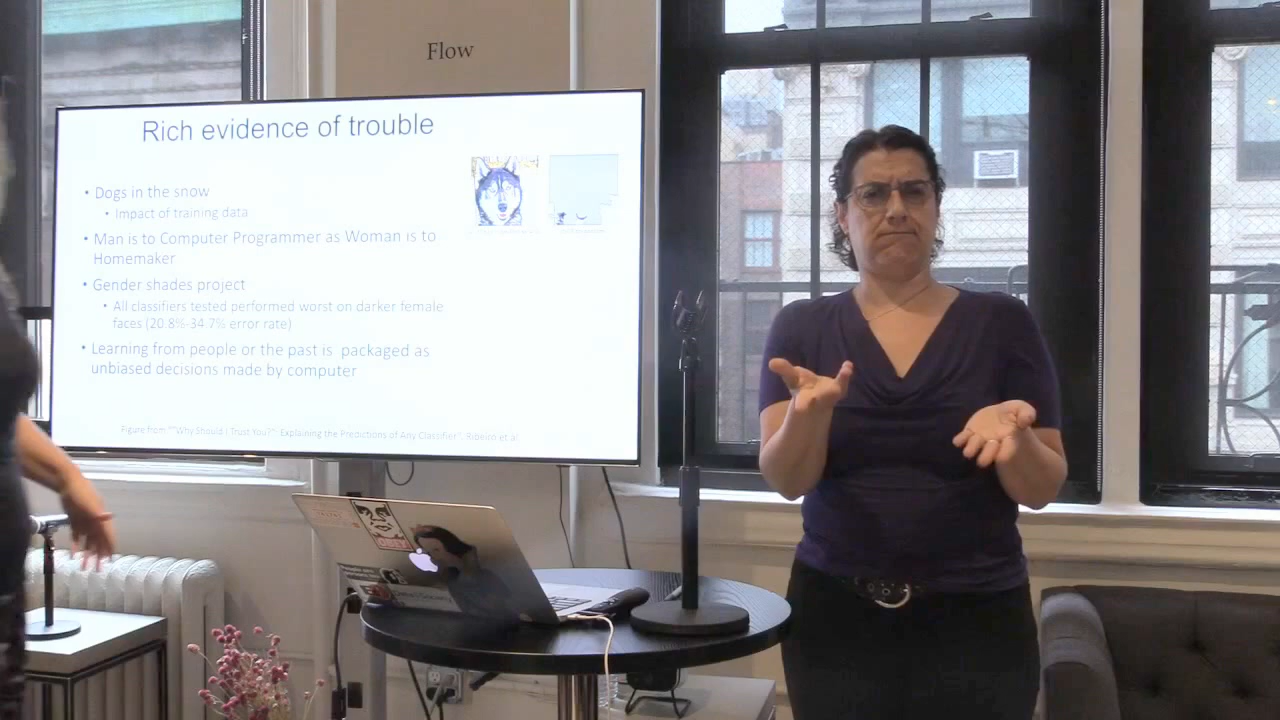 Flow
Rich evidence of trouble
• Dogs in the snow
• Impact of training data
• Man is to Computer Programmer as Woman is to
Homemaker
• Gender shades project
• All classifiers tested performed worst on darker female
faces (20.8%-34.7% error rate)
• Learning from people or the past is packaged as
unbiased decisions made by computer
Figure from ""Why Should I Trust You?": Explaining the Predictions of Any Classifier", Ribeiro et al